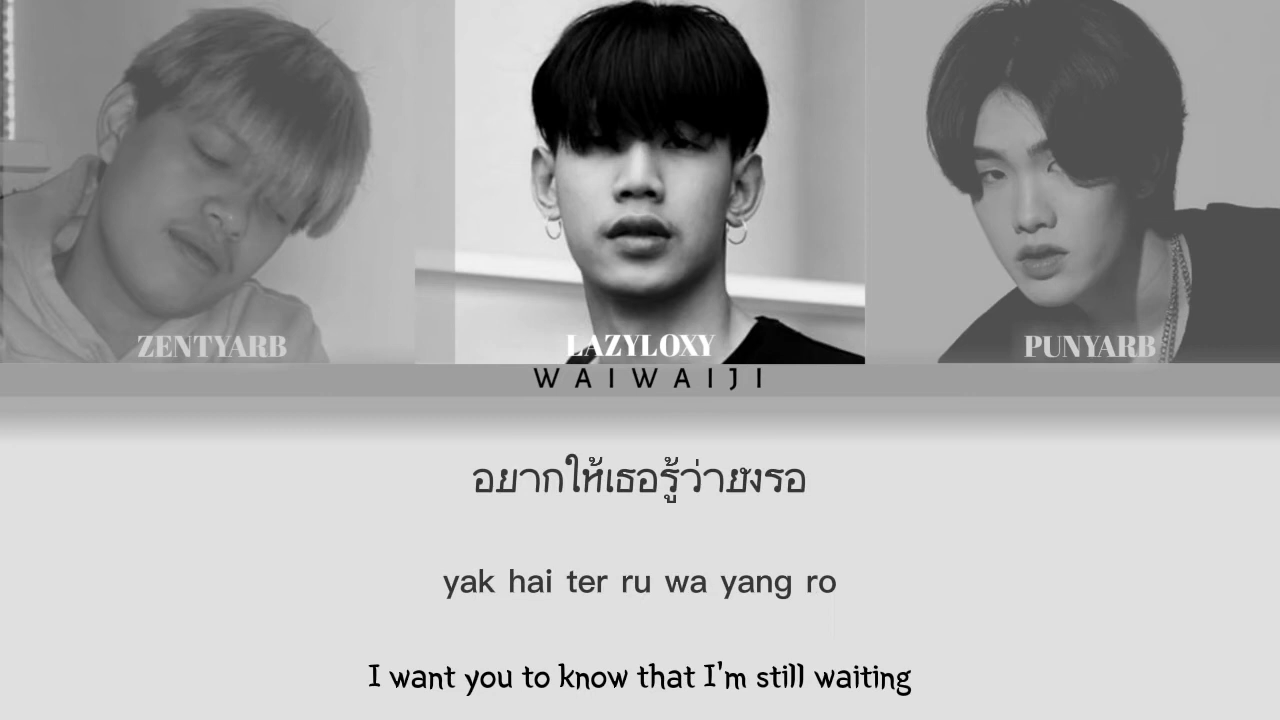 ZENTYARB LAZYLOXY PUNYARB
WAIWAIJI
อยากให้เธอรู้ว่ายังรอ
yak hai ter ru wa yang ro
I want you to know that I'm still waiting